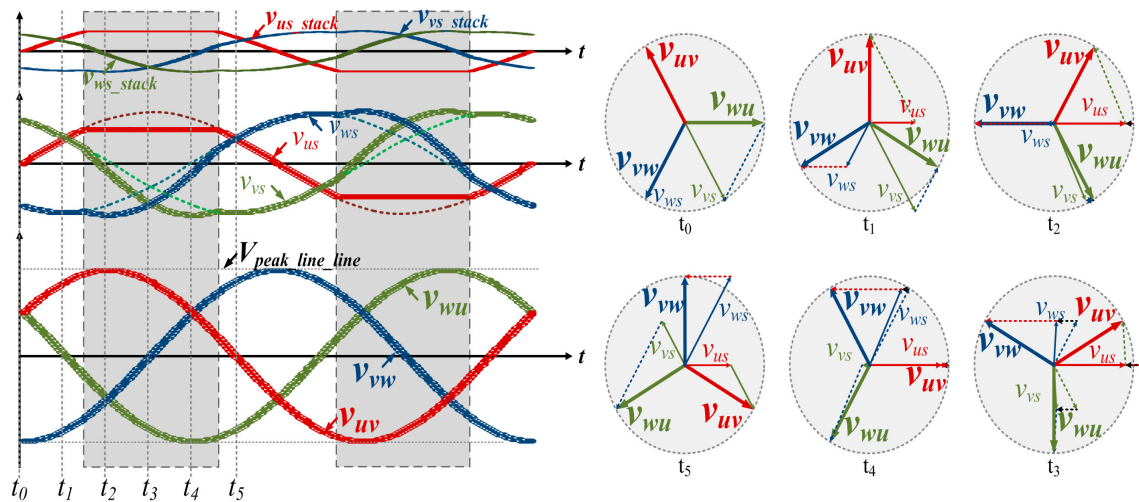 v_us_stack
v_vs_stack
t
v_ws_stack
v_ws
v_us
t
v_vs
V_peak_line_line
v_wu
t
v_vw
v_uv
t_0 t_1 t_2 t_3 t_4 t_5
v_uv
v_wu
v_vw
v_ws
v_vs
t_0
v_uv
v_us
v_vw
v_wu
v_ws
v_vs
t_1
v_uv
v_vw
v_us
v_ws
v_wu
v_vs
t_2
v_vw
v_ws
v_vs
v_us
v_wu
v_uv
t_5
v_vw
v_ws
v_vs
v_us
v_uv
v_wu
t_4
v_ws
v_uv
v_vw
v_us
v_vs
v_wu
t_3